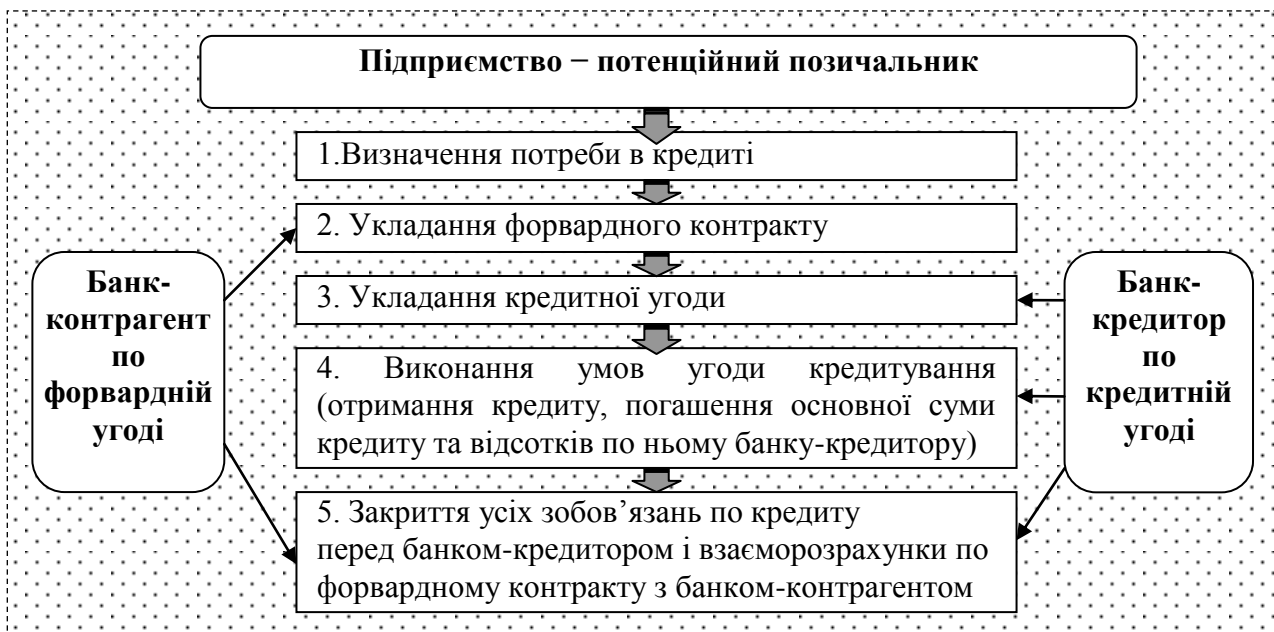 Підприємство − потенційний позичальник
1.Визначення потреби в кредиті
2. Укладання форвардного контракту
3. Укладання кредитної угоди
4. Виконання умов угоди кредитування
(отримання кредиту, погашення основної суми
кредиту та відсотків по ньому банку-кредитору)
5. Закриття усіх зобов’язань по кредиту
перед банком-кредитором і взаєморозрахунки по
форвардному контракту з банком-контрагентом
Банк-
контрагент
по
форвардній
угоді
Банк-
кредитор
по
кредитній
угоді